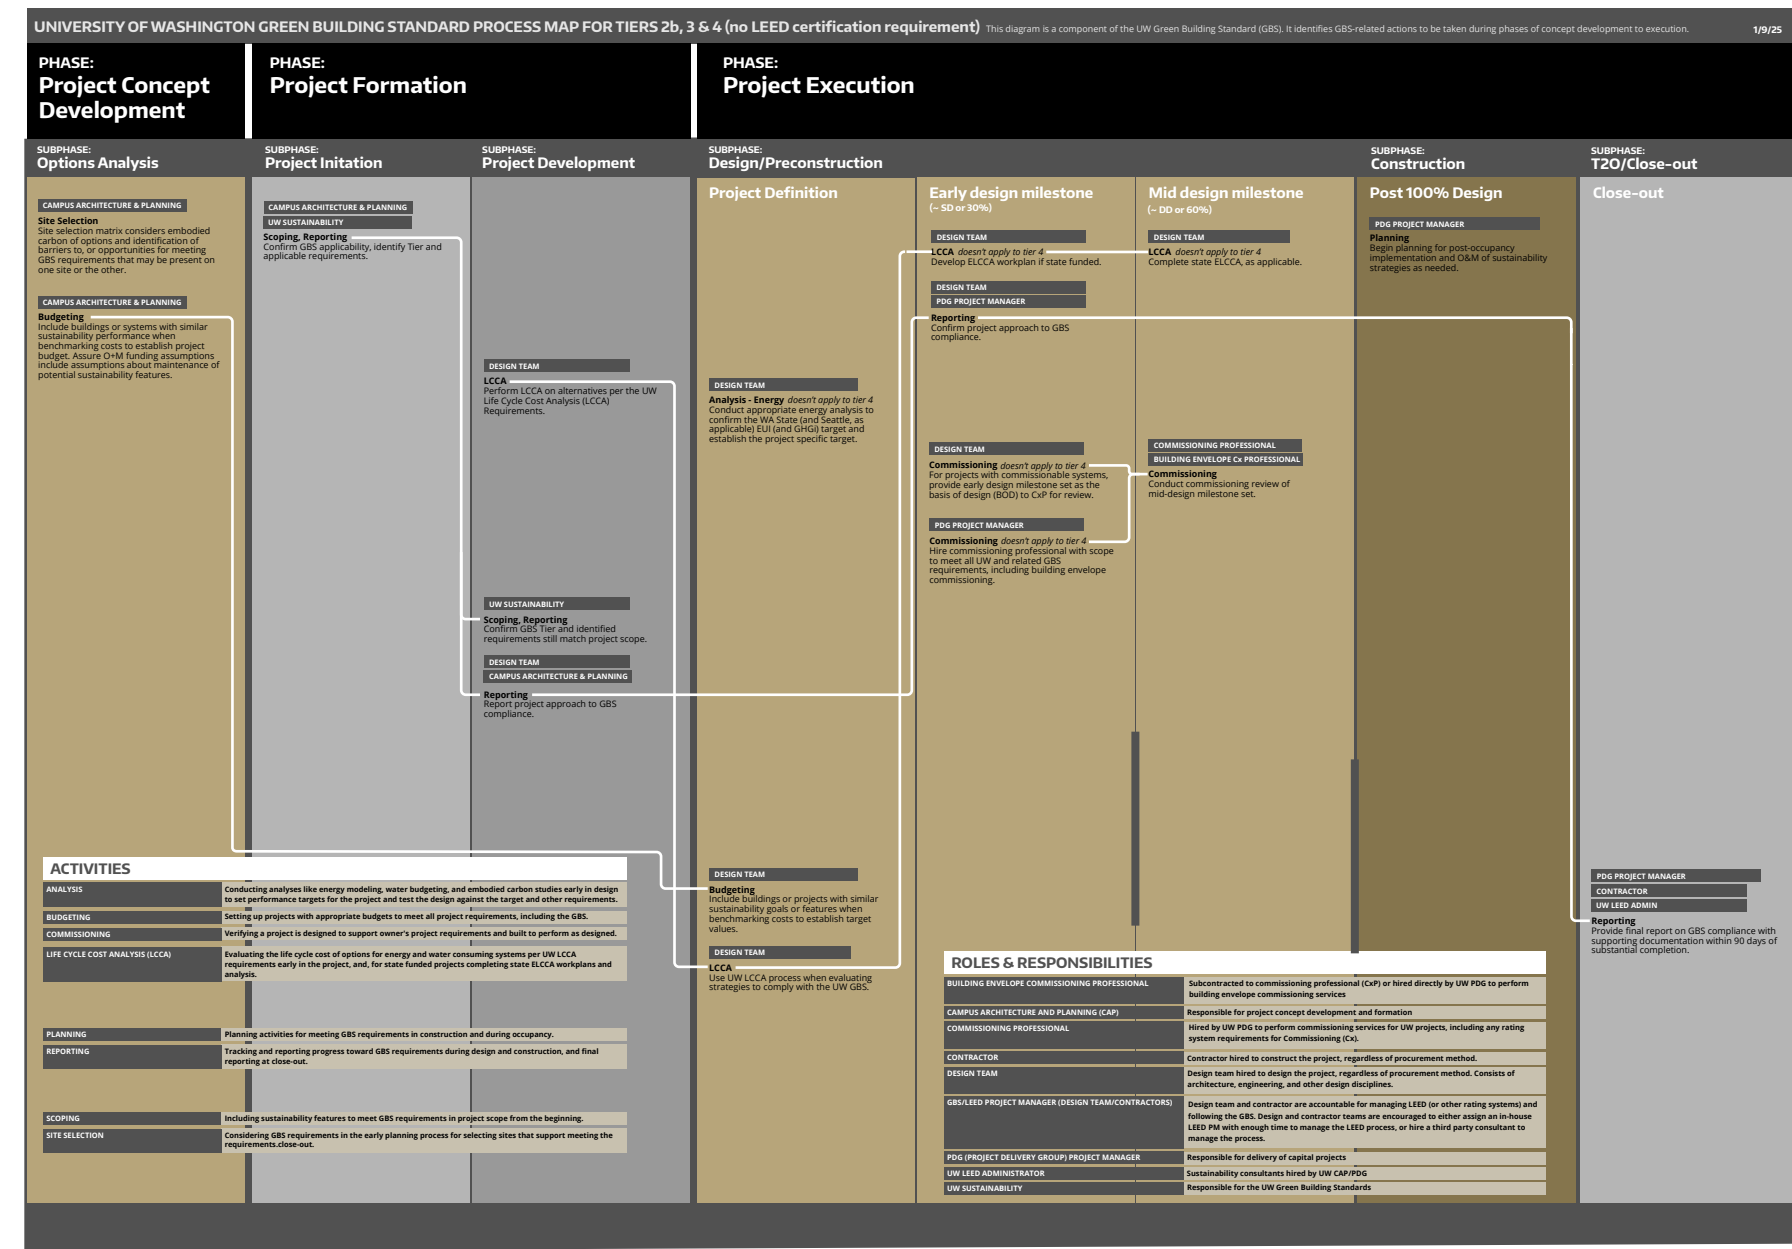 UNIVERSITY OF WASHINGTON GREEN BUILDING STANDARD PROCESS MAP FOR TIERS 2b, 3 & 4 (no LEED certification requirement) This diagram is a component of the UW Green Building Standard (GBS). It identifies GBS-related actions to be taken during phases of concept development to execution. 1/9/25
PHASE:
Project Concept
Development
PHASE:
Project Formation
PHASE:
Project Execution
SUBPHASE:
Options Analysis
SUBPHASE:
Project Initation
SUBPHASE:
Project Development
SUBPHASE:
Design/Preconstruction
SUBPHASE:
Construction
SUBPHASE:
T2O/Close-out
CAMPUS ARCHITECTURE & PLANNING
Site Selection
Site selection matrix considers embodied
carbon of options and identification of
barriers to, or opportunities for meeting
GBS requirements that may be present on
one site or the other.
CAMPUS ARCHITECTURE & PLANNING
Budgeting
Include buildings or systems with similar
sustainability performance when
benchmarking costs to establish project
budget. Assure O+M funding assumptions
include assumptions about maintenance of
potential sustainability features.
CAMPUS ARCHITECTURE & PLANNING
UW SUSTAINABILITY
Scoping, Reporting
Confirm GBS applicability, identify Tier and
applicable requirements.
DESIGN TEAM
LCCA
Perform LCCA on alternatives per the UW
Life Cycle Cost Analysis (LCCA)
Requirements.
UW SUSTAINABILITY
Scoping, Reporting
Confirm GBS Tier and identified
requirements still match project scope.
DESIGN TEAM
CAMPUS ARCHITECTURE & PLANNING
Reporting
Report project approach to GBS
compliance.
Project Definition
DESIGN TEAM
Analysis - Energy doesn't apply to tier 4
Conduct appropriate energy analysis to
confirm the WA State (and Seattle, as
applicable) EUI (and GHGi) target and
establish the project specific target.
DESIGN TEAM
Budgeting
Include buildings or projects with similar
sustainability goals or features when
benchmarking costs to establish target
values.
DESIGN TEAM
LCCA
Use UW LCCA process when evaluating
strategies to comply with the UW GBS.
Early design milestone
(~ SD or 30%)
DESIGN TEAM
LCCA doesn't apply to tier 4
Develop ELCCA workplan if state funded.
DESIGN TEAM
PDG PROJECT MANAGER
Reporting
Confirm project approach to GBS
compliance.
DESIGN TEAM
Commissioning doesn't apply to tier 4
For projects with commissionable systems,
provide early design milestone set as the
basis of design (BOD) to CxP for review.
PDG PROJECT MANAGER
Commissioning doesn't apply to tier 4
Hire commissioning professional with scope
to meet all UW and related GBS
requirements, including building envelope
commissioning.
Mid design milestone
(~ DD or 60%)
DESIGN TEAM
LCCA doesn't apply to tier 4
Complete state ELCCA, as applicable.
COMMISSIONING PROFESSIONAL
BUILDING ENVELOPE Cx PROFESSIONAL
Commissioning
Conduct commissioning review of
mid-design milestone set.
Post 100% Design
PDG PROJECT MANAGER
Planning
Begin planning for post-occupancy
implementation and O&M of sustainability
strategies as needed.
Close-out
PDG PROJECT MANAGER
CONTRACTOR
UW LEED ADMIN
Reporting
Provide final report on GBS compliance with
supporting documentation within 90 days of
substantial completion.
ACTIVITIES
ANALYSIS
Conducting analyses like energy modeling, water budgeting, and embodied carbon studies early in design
to set performance targets for the project and test the design against the target and other requirements.
BUDGETING
Setting up projects with appropriate budgets to meet all project requirements, including the GBS.
COMMISSIONING
Verifying a project is designed to support owner's project requirements and built to perform as designed.
LIFE CYCLE COST ANALYSIS (LCCA)
Evaluating the life cycle cost of options for energy and water consuming systems per UW LCCA
requirements early in the project, and, for state funded projects completing state ELCCA workplans and
analysis.
PLANNING
Planning activities for meeting GBS requirements in construction and during occupancy.
REPORTING
Tracking and reporting progress toward GBS requirements during design and construction, and final
reporting at close-out.
SCOPING
Including sustainability features to meet GBS requirements in project scope from the beginning.
SITE SELECTION
Considering GBS requirements in the early planning process for selecting sites that support meeting the
requirements.close-out.
ROLES & RESPONSIBILITIES
BUILDING ENVELOPE COMMISSIONING PROFESSIONAL
Subcontracted to commissioning professional (CxP) or hired directly by UW PDG to perform
building envelope commissioning services
CAMPUS ARCHITECTURE AND PLANNING (CAP)
Responsible for project concept development and formation
COMMISSIONING PROFESSIONAL
Hired by UW PDG to perform commissioning services for UW projects, including any rating
system requirements for Commissioning (Cx).
CONTRACTOR
Contractor hired to construct the project, regardless of procurement method.
DESIGN TEAM
Design team hired to design the project, regardless of procurement method. Consists of
architecture, engineering, and other design disciplines.
GBS/LEED PROJECT MANAGER (DESIGN TEAM/CONTRACTORS)
Design team and contractor are accountable for managing LEED (or other rating systems) and
following the GBS. Design and contractor teams are encouraged to either assign an in-house
LEED PM with enough time to manage the LEED process, or hire a third party consultant to
manage the process.
PDG (PROJECT DELIVERY GROUP) PROJECT MANAGER
Responsible for delivery of capital projects
UW LEED ADMINISTRATOR
Sustainability consultants hired by UW CAP/PDG
UW SUSTAINABILITY
Responsible for the UW Green Building Standards